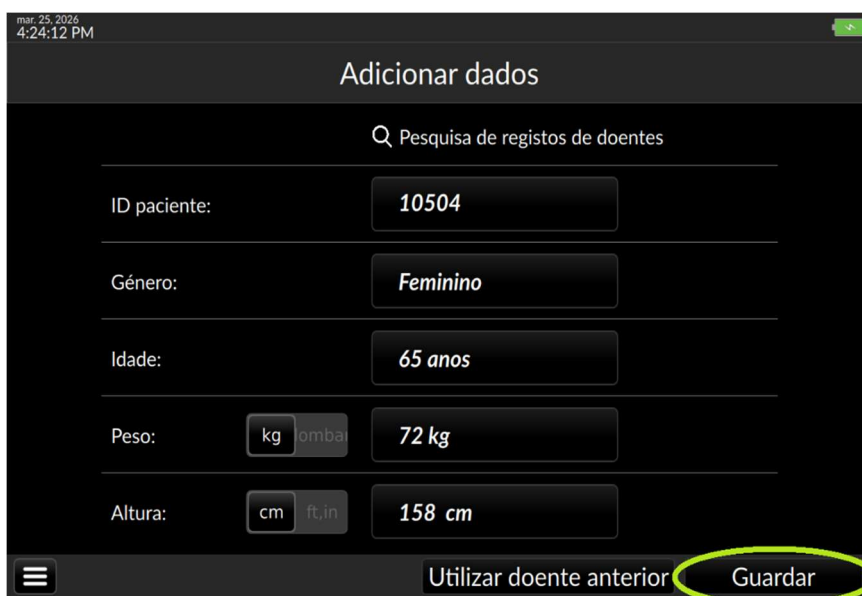 mar. 25, 2026
4:24:12 PM
Adicionar dados
Pesquisa de registos de doentes
ID paciente: 10504
Género: Feminino
Idade: 65 anos
Peso: kg lombar 72 kg
Altura: cm ft,in 158 cm
Utilizar doente anterior Guardar